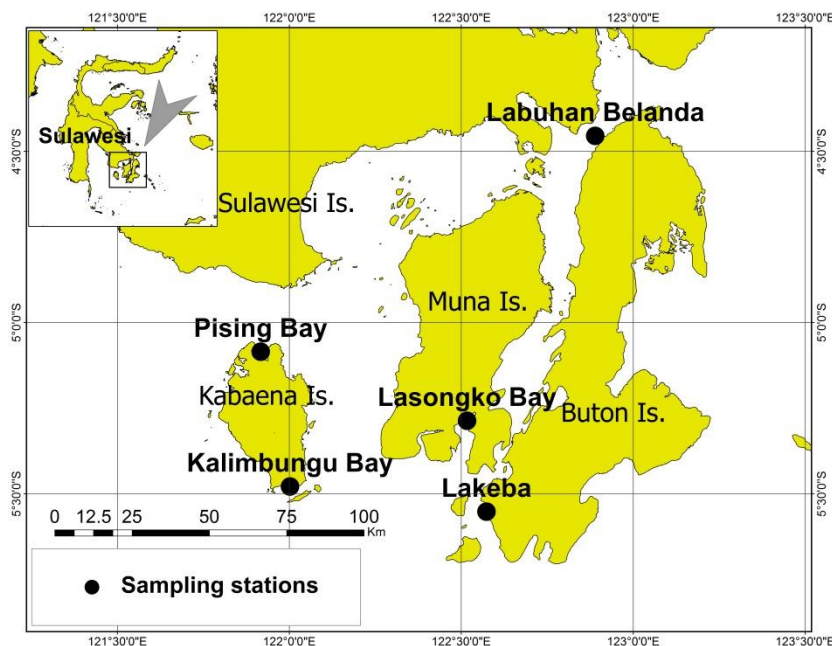 121°30'0"E 122°0'0"E 122°30'0"E 123°0'0"E 123°30'0"E
Labuhan Belanda
Sulawesi
4°30'0"S 4°30'0"S
Sulawesi Is.
Muna Is.
5°0'0"S 5°0'0"S
Pising Bay
Kabaena Is.
Lasongko Bay
Buton Is.
Kalimbungu Bay
Lakeba
5°30'0"S 5°30'0"S
0 12.5 25 50 75 100
Km
Sampling stations
121°30'0"E 122°0'0"E 122°30'0"E 123°0'0"E 123°30'0"E